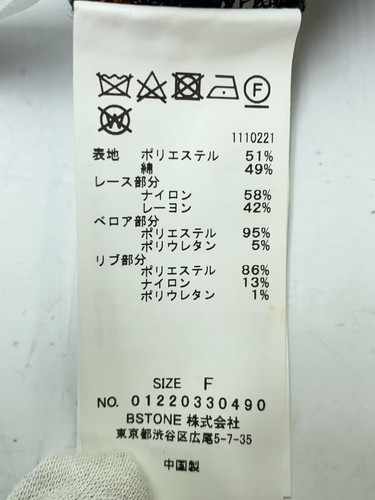 F
W
1110221
表地 ポリエステル 51%
綿 49%
レース部分
ナイロン 58%
レーヨン 42%
ベロア部分
ポリエステル 95%
ポリウレタン 5%
リブ部分
ポリエステル 86%
ナイロン 13%
ポリウレタン 1%
SIZE F
NO. 01220330490
BSTONE 株式会社
東京都渋谷区広尾5-7-35
中国製